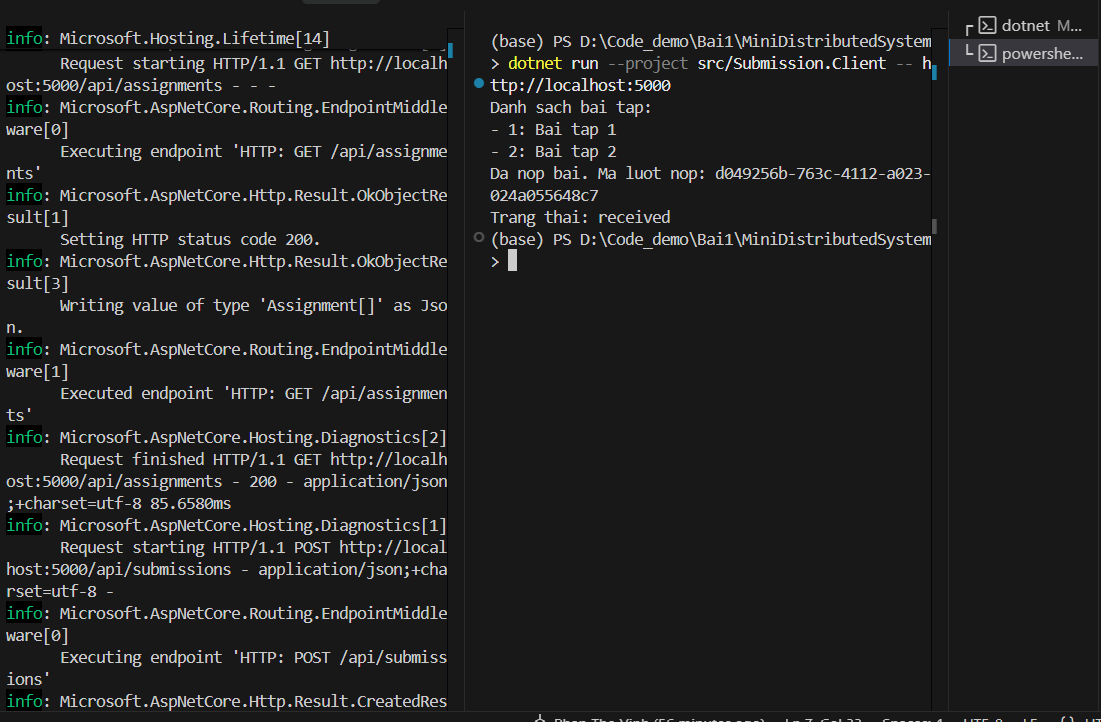 info: Microsoft.Hosting.Lifetime[14]
Request starting HTTP/1.1 GET http://localh
ost:5000/api/assignments - - -
info: Microsoft.AspNetCore.Routing.EndpointMiddle
ware[0]
Executing endpoint 'HTTP: GET /api/assignme
nts'
info: Microsoft.AspNetCore.Http.Result.OkObjectRe
sult[1]
Setting HTTP status code 200.
info: Microsoft.AspNetCore.Http.Result.OkObjectRe
sult[3]
Writing value of type 'Assignment[]' as Jso
n.
info: Microsoft.AspNetCore.Routing.EndpointMiddle
ware[1]
Executed endpoint 'HTTP: GET /api/assignmen
ts'
info: Microsoft.AspNetCore.Hosting.Diagnostics[2]
Request finished HTTP/1.1 GET http://localh
ost:5000/api/assignments - 200 - application/json
;+charset=utf-8 85.6580ms
info: Microsoft.AspNetCore.Hosting.Diagnostics[1]
Request starting HTTP/1.1 POST http://local
host:5000/api/submissions - application/json;+cha
rset=utf-8 -
info: Microsoft.AspNetCore.Routing.EndpointMiddle
ware[0]
Executing endpoint 'HTTP: POST /api/submiss
ions'
info: Microsoft.AspNetCore.Http.Result.CreatedRes
(base) PS D:\Code_demo\Bai1\MiniDistributedSystem
> dotnet run --project src/Submission.Client -- h
ttp://localhost:5000
Danh sach bai tap:
- 1: Bai tap 1
- 2: Bai tap 2
Da nop bai. Ma luot nop: d049256b-763c-4112-a023-
024a055648c7
Trang thai: received
(base) PS D:\Code_demo\Bai1\MiniDistributedSystem
>
dotnet M...
powershe...